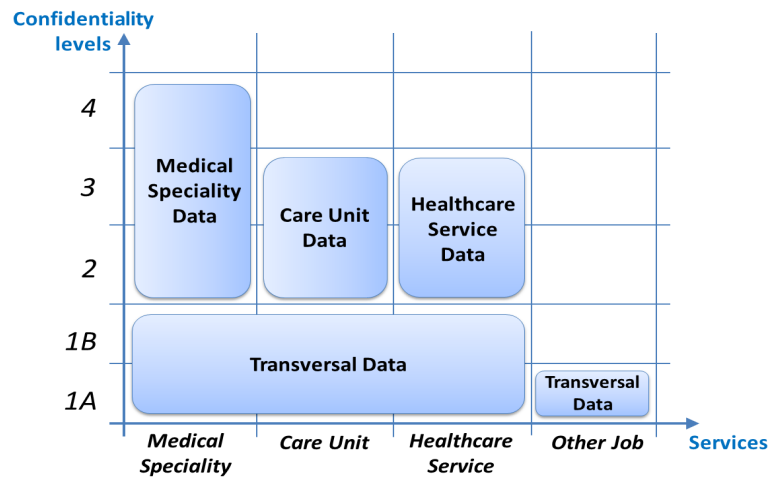 Confidentiality
levels
4
Medical
Speciality
Data
3
Care Unit
Data
Healthcare
Service
Data
2
1B
Transversal Data
1A
Transversal
Data
Medical
Speciality
Care Unit
Healthcare
Service
Other Job
Services